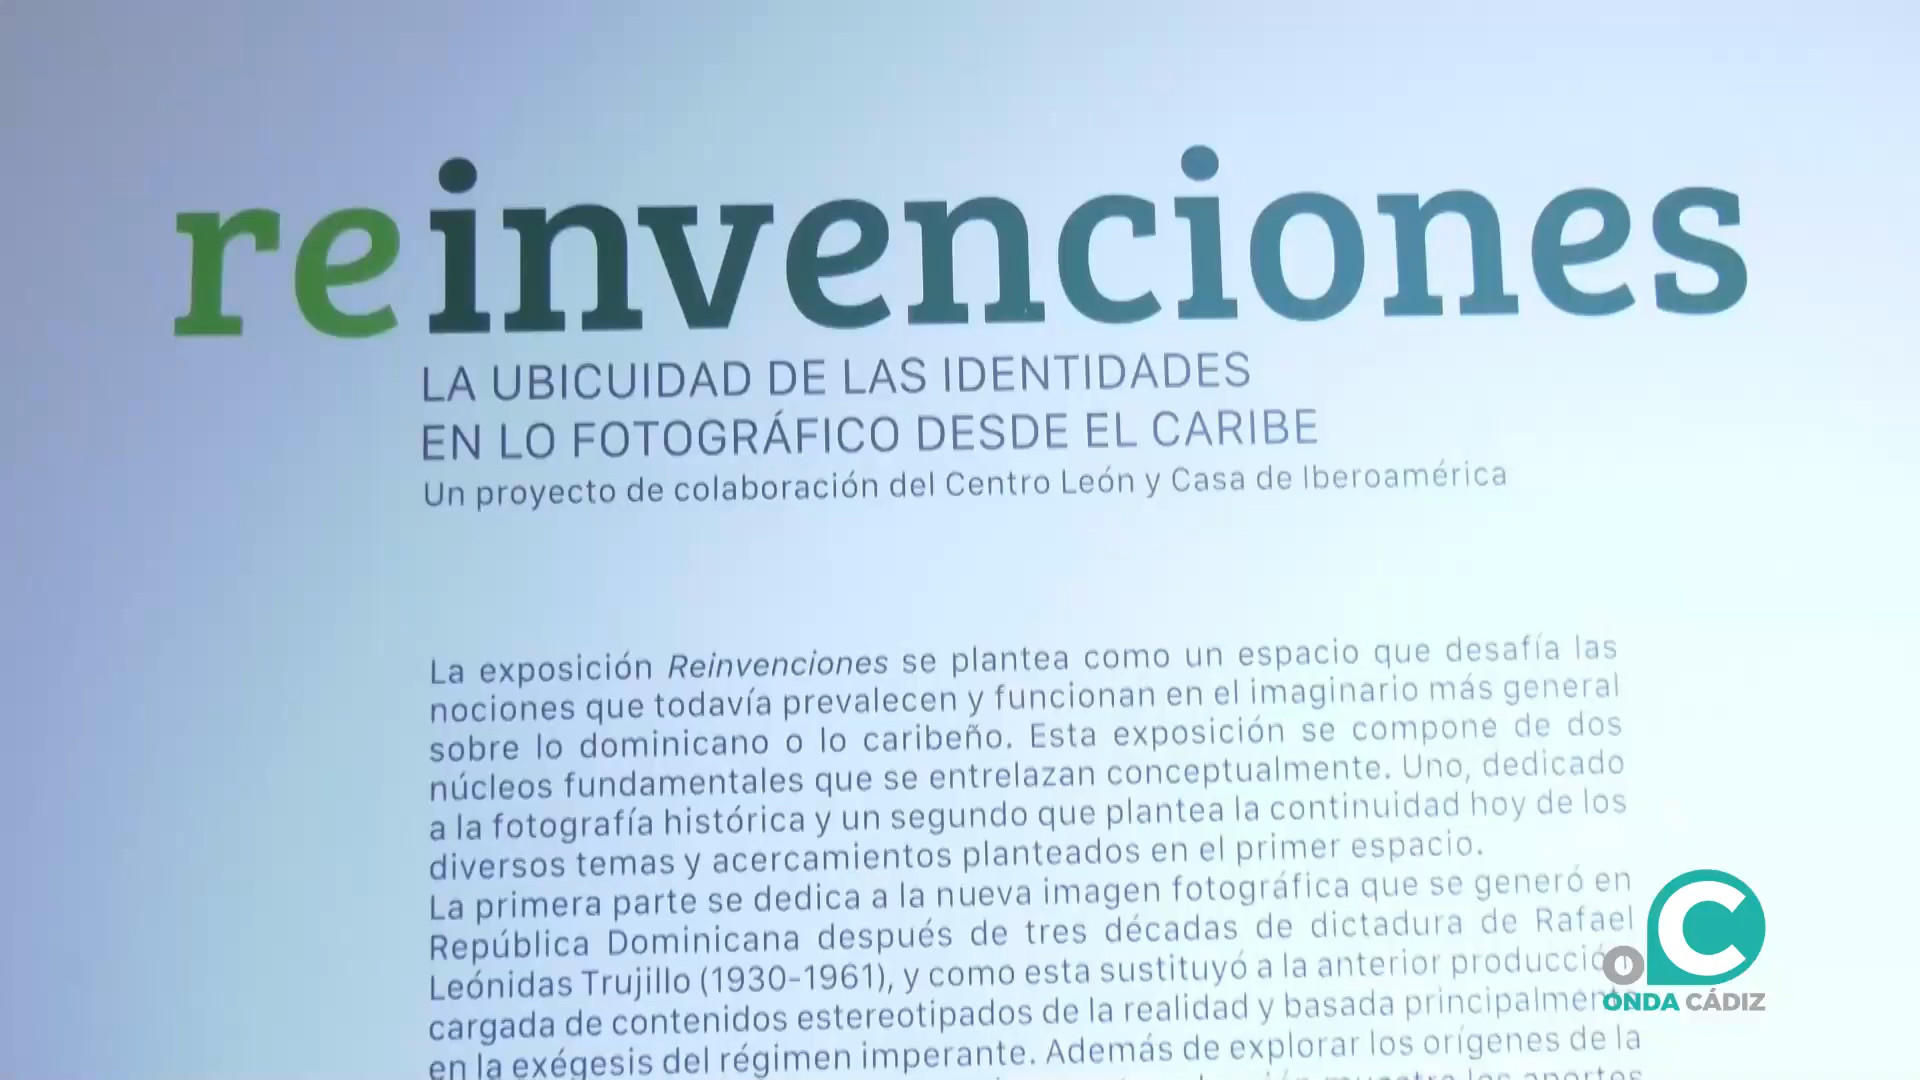 reinvenciones
LA UBICUIDAD DE LAS IDENTIDADES
EN LO FOTOGRÁFICO DESDE EL CARIBE
Un proyecto de colaboración del Centro León y Casa de Iberoamérica
La exposición Reinvenciones se plantea como un espacio que desafía las
nociones que todavía prevalecen y funcionan en el imaginario más general
sobre lo dominicano o lo caribeño. Esta exposición se compone de dos
núcleos fundamentales que se entrelazan conceptualmente. Uno, dedicado
a la fotografía histórica y un segundo que plantea la continuidad hoy de los
diversos temas y acercamientos planteados en el primer espacio.
La primera parte se dedica a la nueva imagen fotográfica que se generó en
República Dominicana después de tres décadas de dictadura de Rafael
Leónidas Trujillo (1930-1961), y como esta sustituyó a la anterior producción
cargada de contenidos estereotipados de la realidad y basada principalmente
en la exégesis del régimen imperante. Además de explorar los orígenes de la
OC
ONDA CÁDIZ